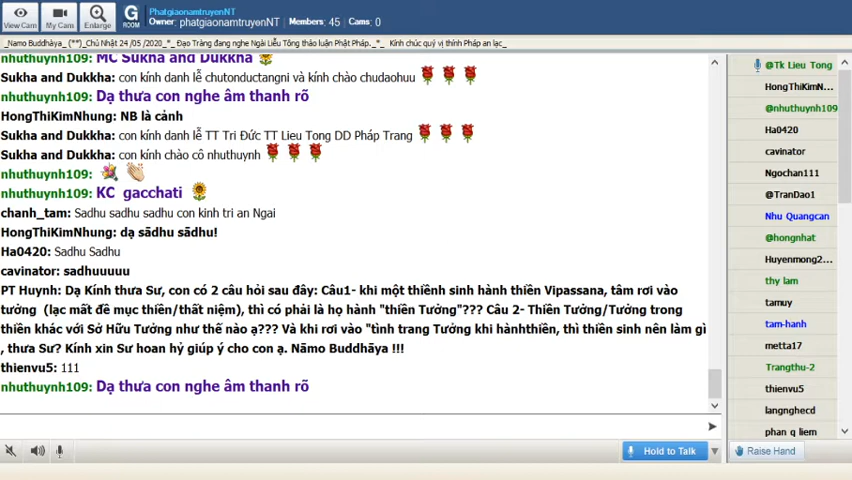 View Cam
My Cam
Enlarge
G
ROOM
PhatgiaonamtruyenNT
Owner: phatgiaonamtruyenNT | Members: 45 | Cams: 0
_Namo Buddhàya_ (**)_Chủ Nhật 24 /05 /2020_*_ Đạo Tràng đang nghe Ngài Liễu Tông thảo luận Phật Pháp._*_ Kính chúc quý vị thính Pháp an lạc_
nhuthuynh109: MC Sukha and Dukkha
Sukha and Dukkha: con kính danh lễ chutonductangni và kính chào chudaohuu
nhuthuynh109: Dạ thưa con nghe âm thanh rõ
HongThiKimNhung: NB là cảnh
Sukha and Dukkha: con kính danh lễ TT Tri Đức TT Lieu Tong DD Pháp Trang
Sukha and Dukkha: con kính chào cô nhuthuynh
nhuthuynh109:
nhuthuynh109: KC gacchati
chanh_tam: Sadhu sadhu sadhu con kinh tri an Ngai
HongThiKimNhung: dạ sādhu sādhu!
Ha0420: Sadhu Sadhu
cavinator: sadhuuuuu
PT Huynh: Dạ Kính thưa Sư, con có 2 câu hỏi sau đây: Câu1- khi một thiềnh sinh hành thiền Vipassana, tâm rơi vào
tưởng (lạc mất đề mục thiền/thất niệm), thì có phải là họ hành "thiền Tưởng"??? Câu 2- Thiền Tưởng/Tưởng trong
thiền khác với Sở Hữu Tưởng như thế nào ạ??? Và khi rơi vào "tình trang Tưởng khi hànhthiền, thì thiền sinh nên làm gì
, thưa Sư? Kính xin Sư hoan hỷ giúp ý cho con ạ. Nāmo Buddhāya !!!
thienvu5: 111
nhuthuynh109: Dạ thưa con nghe âm thanh rõ
Hold to Talk
@Tk Lieu Tong
HongThiKimN...
@nhuthuynh109
Ha0420
cavinator
Ngochan111
@TranDao1
Nhu Quangcan
@hongnhat
Huyenmong2...
thy lam
tamuy
tam-hanh
metta17
Trangthu-2
thienvu5
langnghecd
phan q liem
Raise Hand